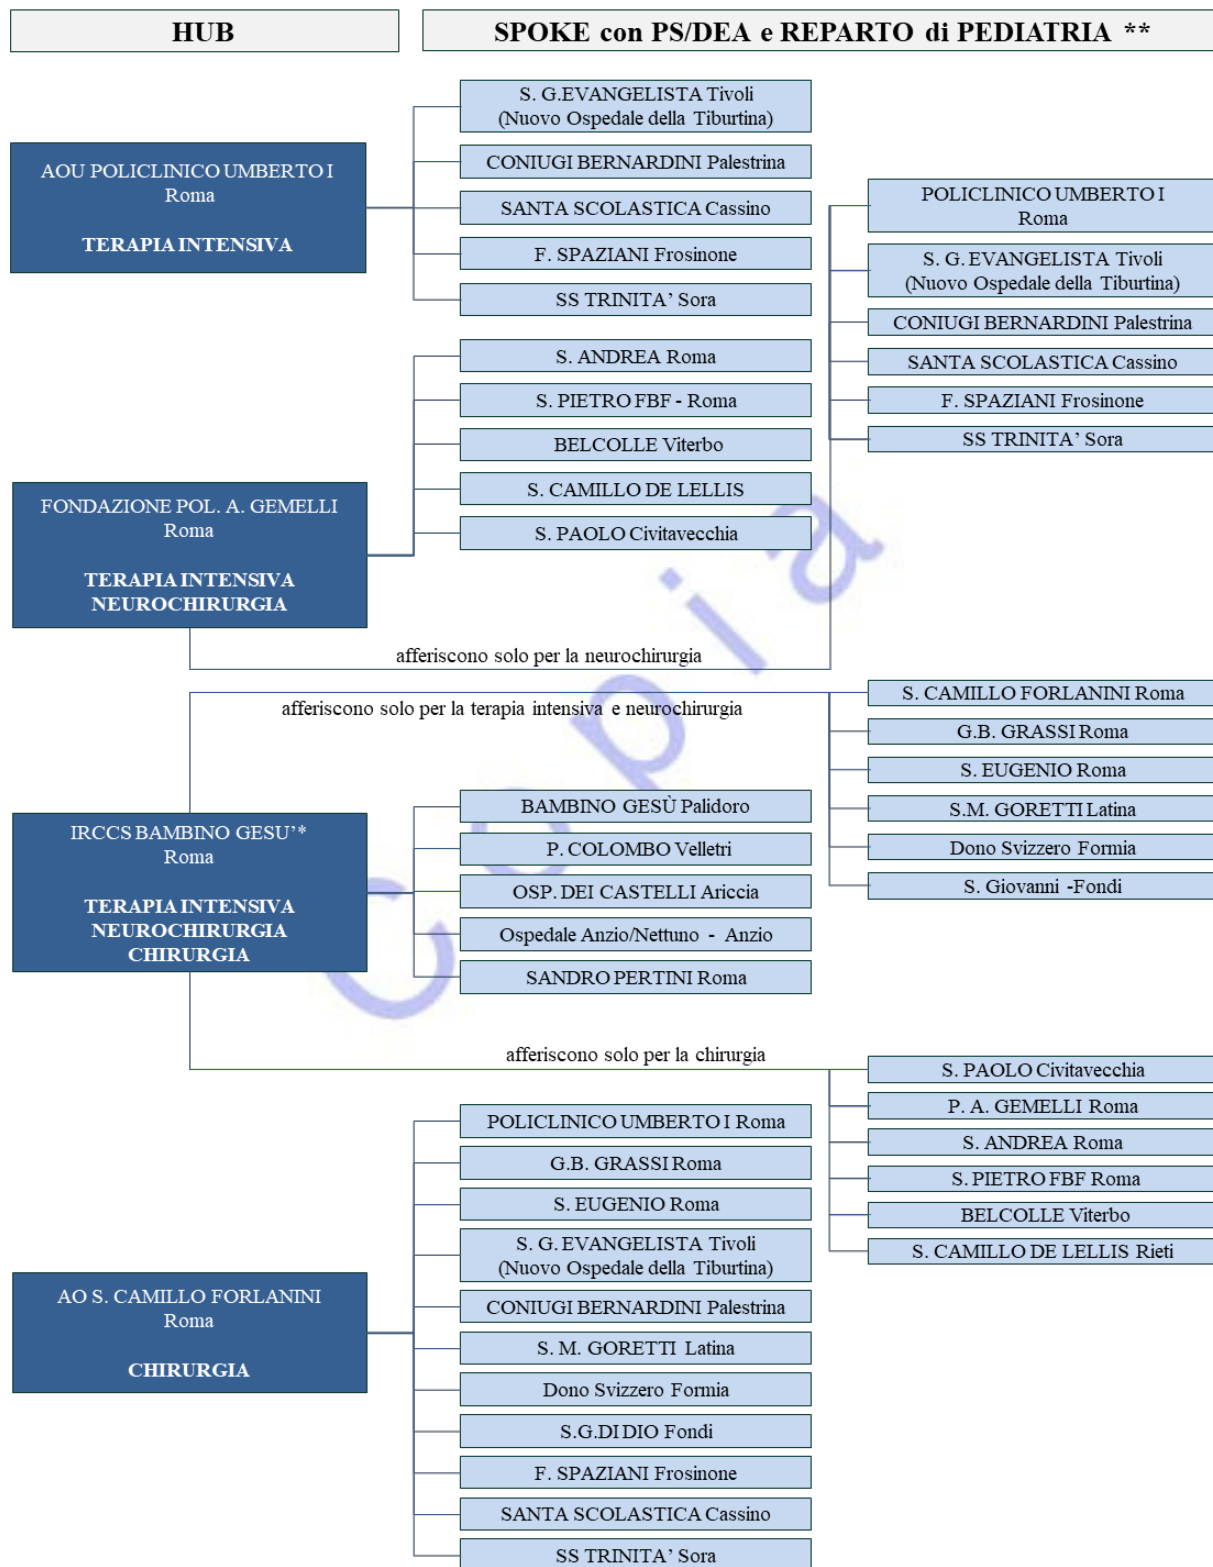 HUB
SPOKE con PS/DEA e REPARTO di PEDIATRIA **
AOU POLICLINICO UMBERTO I
Roma
TERAPIA INTENSIVA
S. G.EVANGELISTA Tivoli
(Nuovo Ospedale della Tiburtina)
CONIUGI BERNARDINI Palestrina
SANTA SCOLASTICA Cassino
F. SPAZIANI Frosinone
SS TRINITA’ Sora
FONDAZIONE POL. A. GEMELLI
Roma
TERAPIA INTENSIVA
NEUROCHIRURGIA
S. ANDREA Roma
S. PIETRO FBF - Roma
BELCOLLE Viterbo
S. CAMILLO DE LELLIS
S. PAOLO Civitavecchia
afferiscono solo per la neurochirurgia
POLICLINICO UMBERTO I
Roma
S. G. EVANGELISTA Tivoli
(Nuovo Ospedale della Tiburtina)
CONIUGI BERNARDINI Palestrina
SANTA SCOLASTICA Cassino
F. SPAZIANI Frosinone
SS TRINITA’ Sora
afferiscono solo per la terapia intensiva e neurochirurgia
S. CAMILLO FORLANINI Roma
G.B. GRASSI Roma
S. EUGENIO Roma
S.M. GORETTI Latina
Dono Svizzero Formia
S. Giovanni -Fondi
IRCCS BAMBINO GESU’*
Roma
TERAPIA INTENSIVA
NEUROCHIRURGIA
CHIRURGIA
BAMBINO GESÙ Palidoro
P. COLOMBO Velletri
OSP. DEI CASTELLI Ariccia
Ospedale Anzio/Nettuno - Anzio
SANDRO PERTINI Roma
afferiscono solo per la chirurgia
S. PAOLO Civitavecchia
P. A. GEMELLI Roma
S. ANDREA Roma
S. PIETRO FBF Roma
BELCOLLE Viterbo
S. CAMILLO DE LELLIS Rieti
AO S. CAMILLO FORLANINI
Roma
CHIRURGIA
POLICLINICO UMBERTO I Roma
G.B. GRASSI Roma
S. EUGENIO Roma
S. G. EVANGELISTA Tivoli
(Nuovo Ospedale della Tiburtina)
CONIUGI BERNARDINI Palestrina
S. M. GORETTI Latina
Dono Svizzero Formia
S.G.DI DIO Fondi
F. SPAZIANI Frosinone
SANTA SCOLASTICA Cassino
SS TRINITA’ Sora
Copia